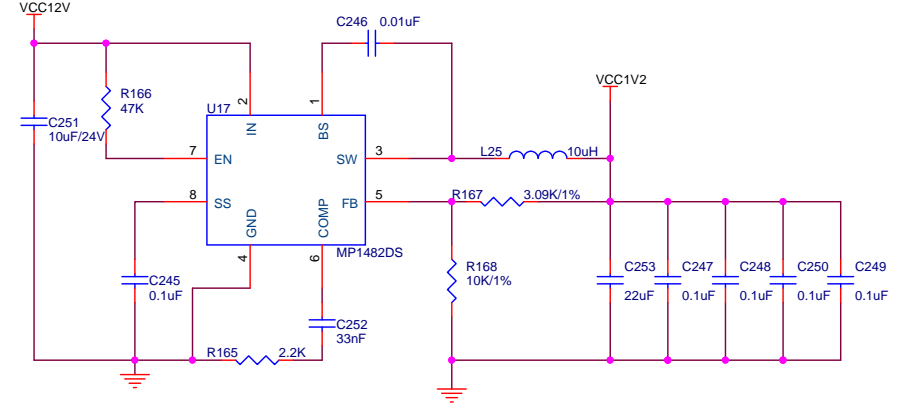 VCC12V
C246 0.01uF
VCC1V2
R166
47K
U17
2
1
C251
10uF/24V
IN
BS
7
EN
SW
3
L25
10uH
8
SS
FB
5
R167
3.09K/1%
GND
COMP
4
6
MP1482DS
R168
10K/1%
C245
0.1uF
C253
22uF
C247
0.1uF
C248
0.1uF
C250
0.1uF
C249
0.1uF
C252
33nF
R165
2.2K